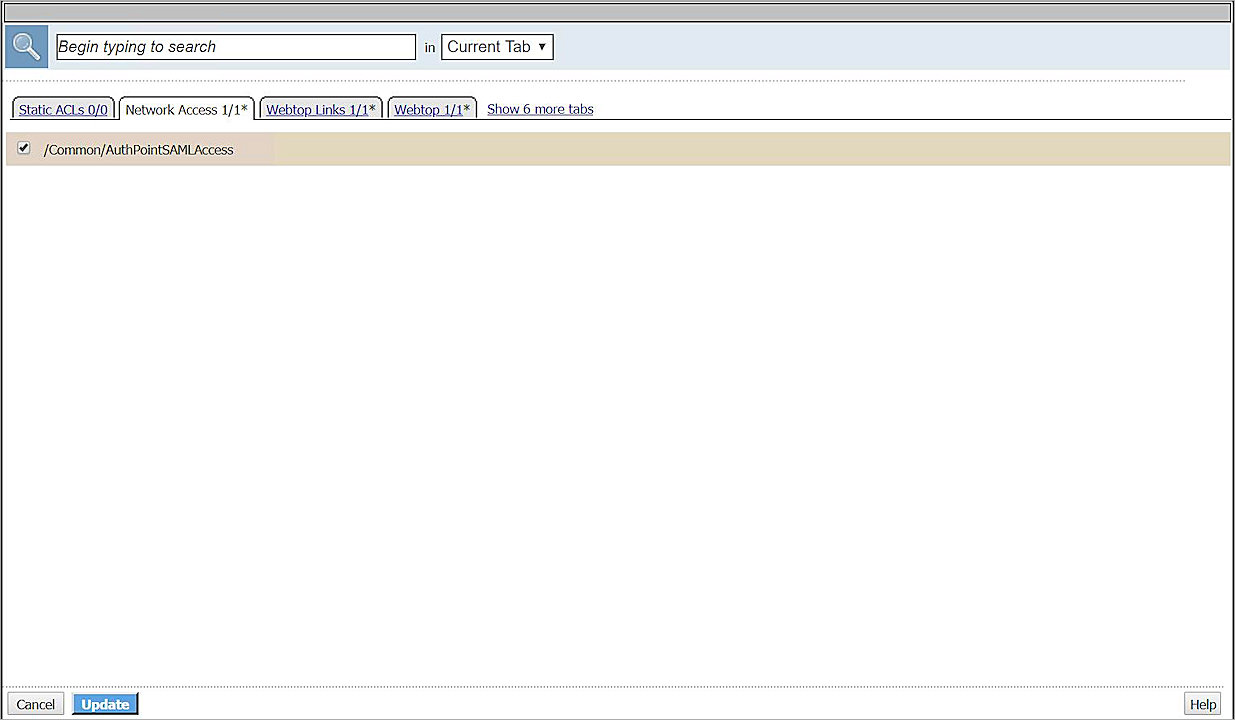 Begin typing to search in Current Tab ▼
Static ACLs 0/0 Network Access 1/1* Webtop Links 1/1* Webtop 1/1* Show 6 more tabs
/Common/AuthPointSAMLAccess
Cancel Update Help